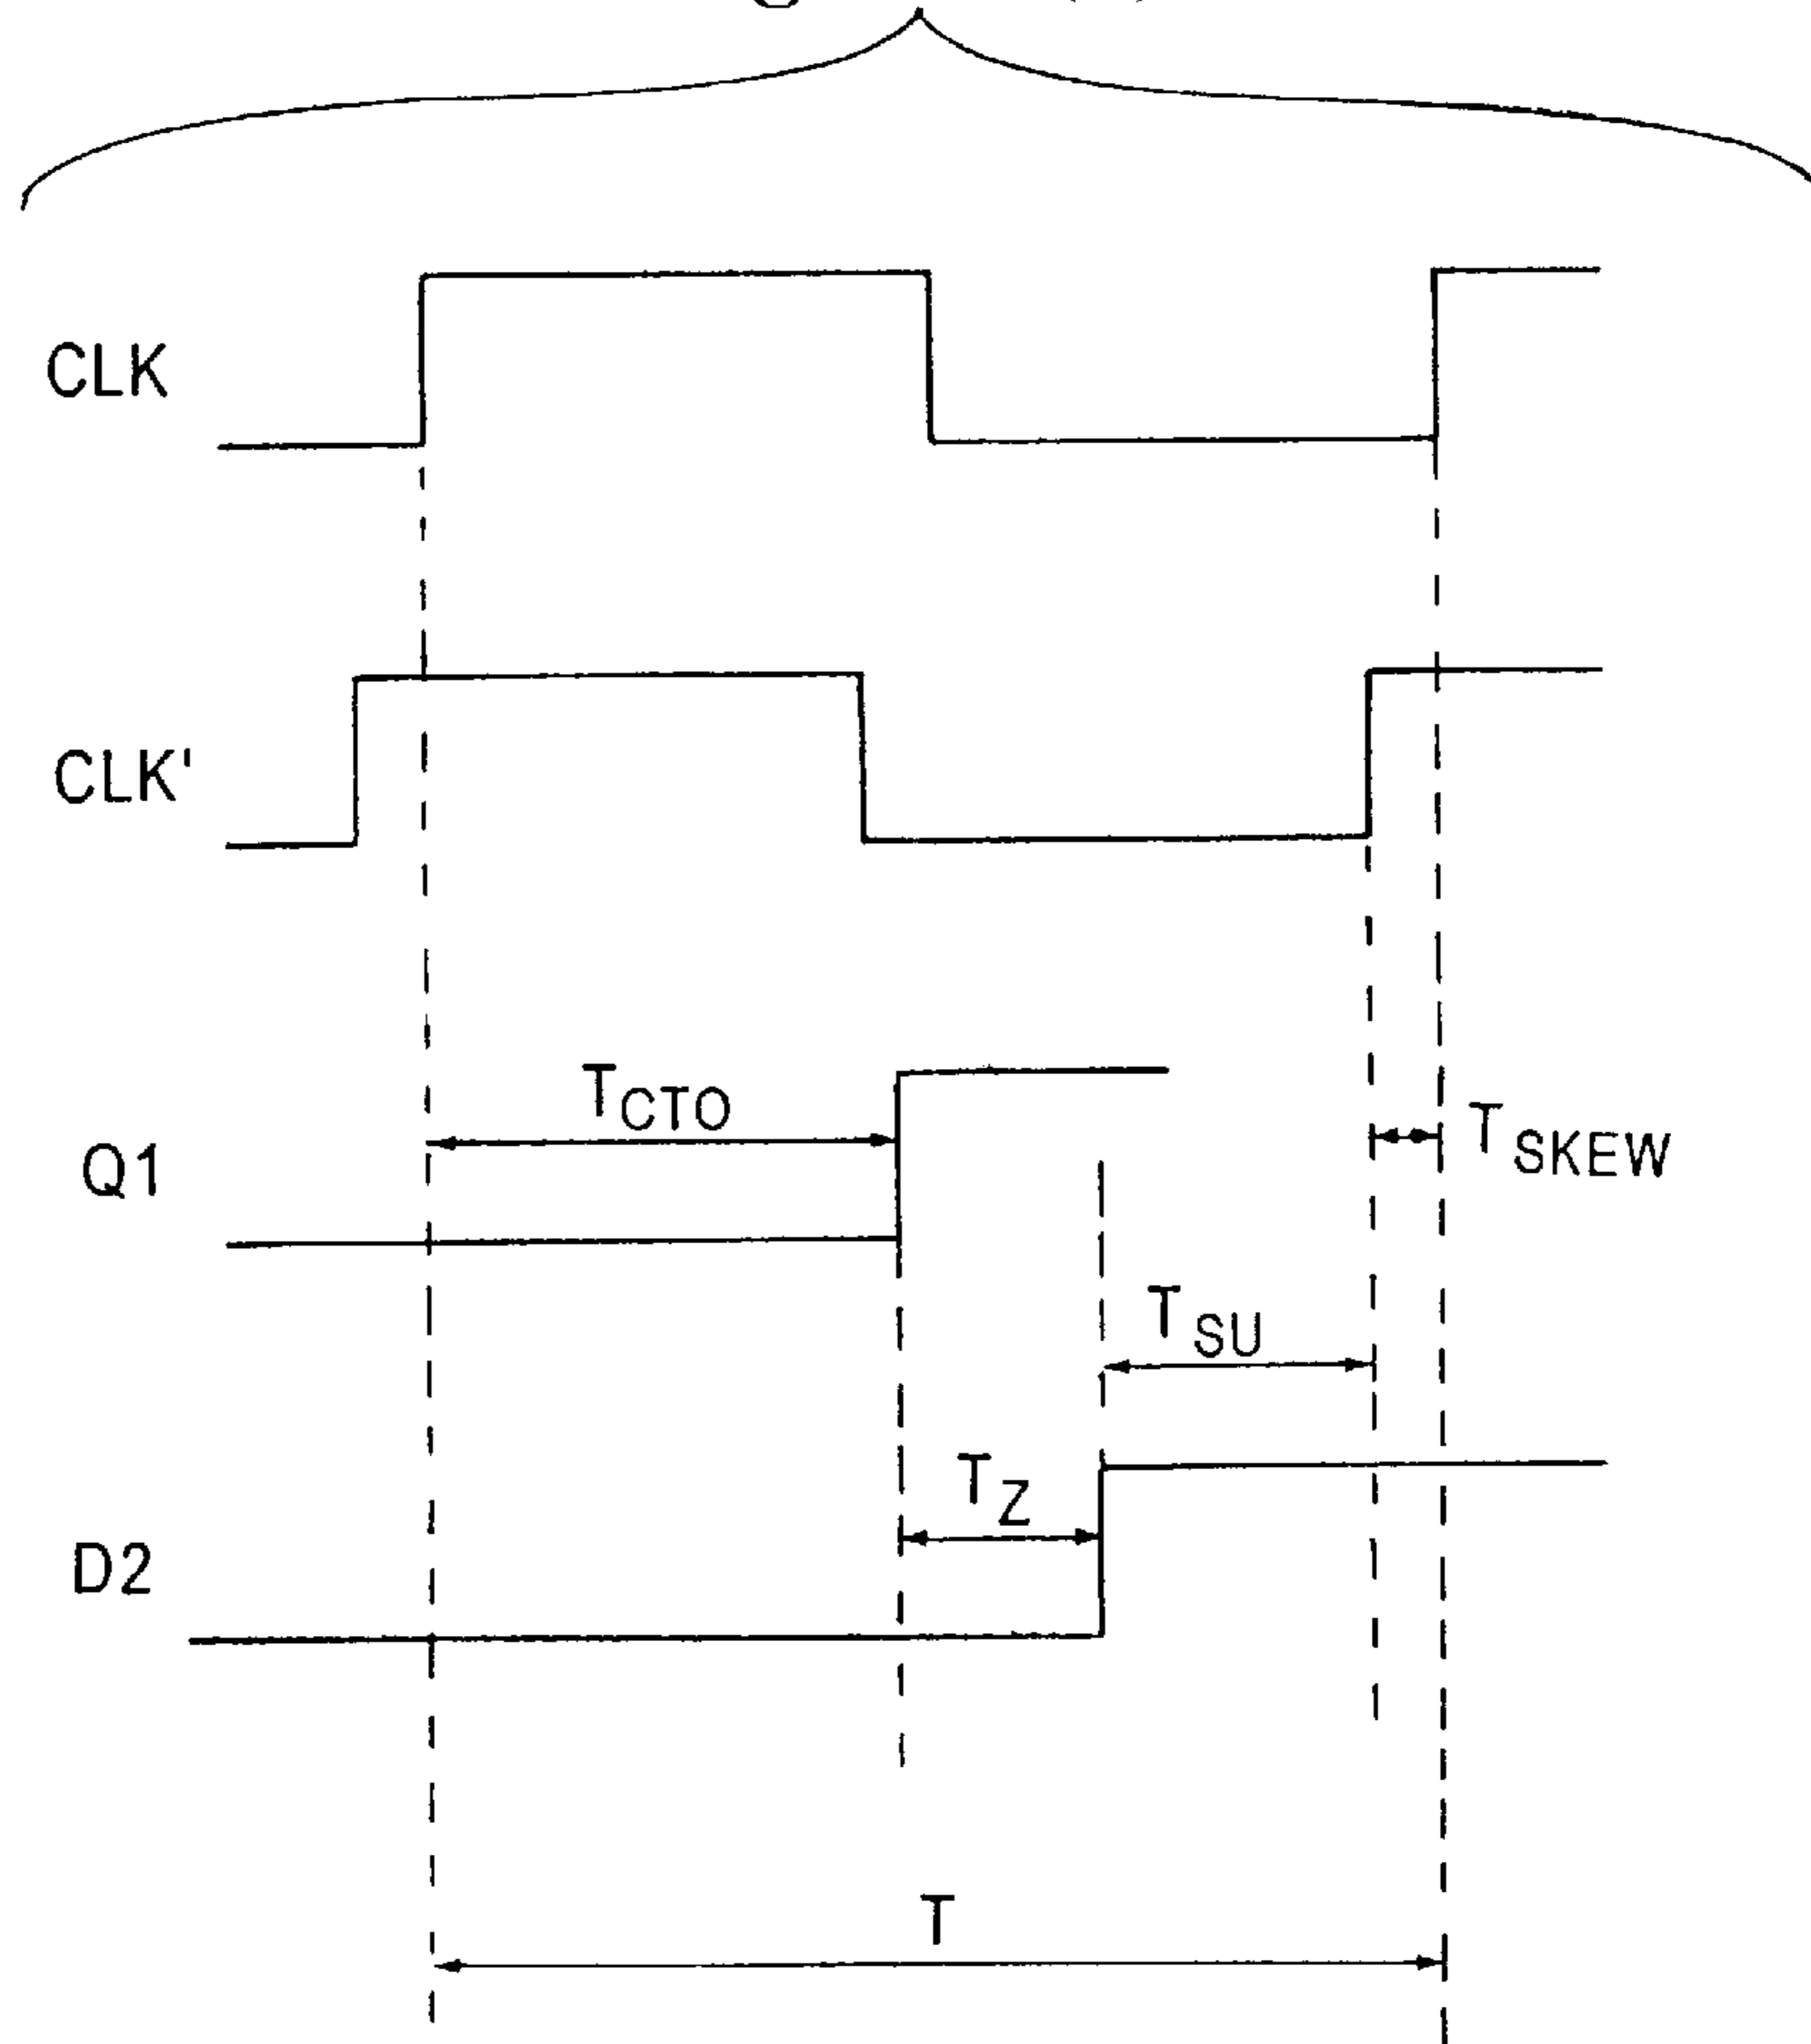 CLK
CLK'
T_CTO
Q1
T_SKEW
T_SU
T_Z
D2
T